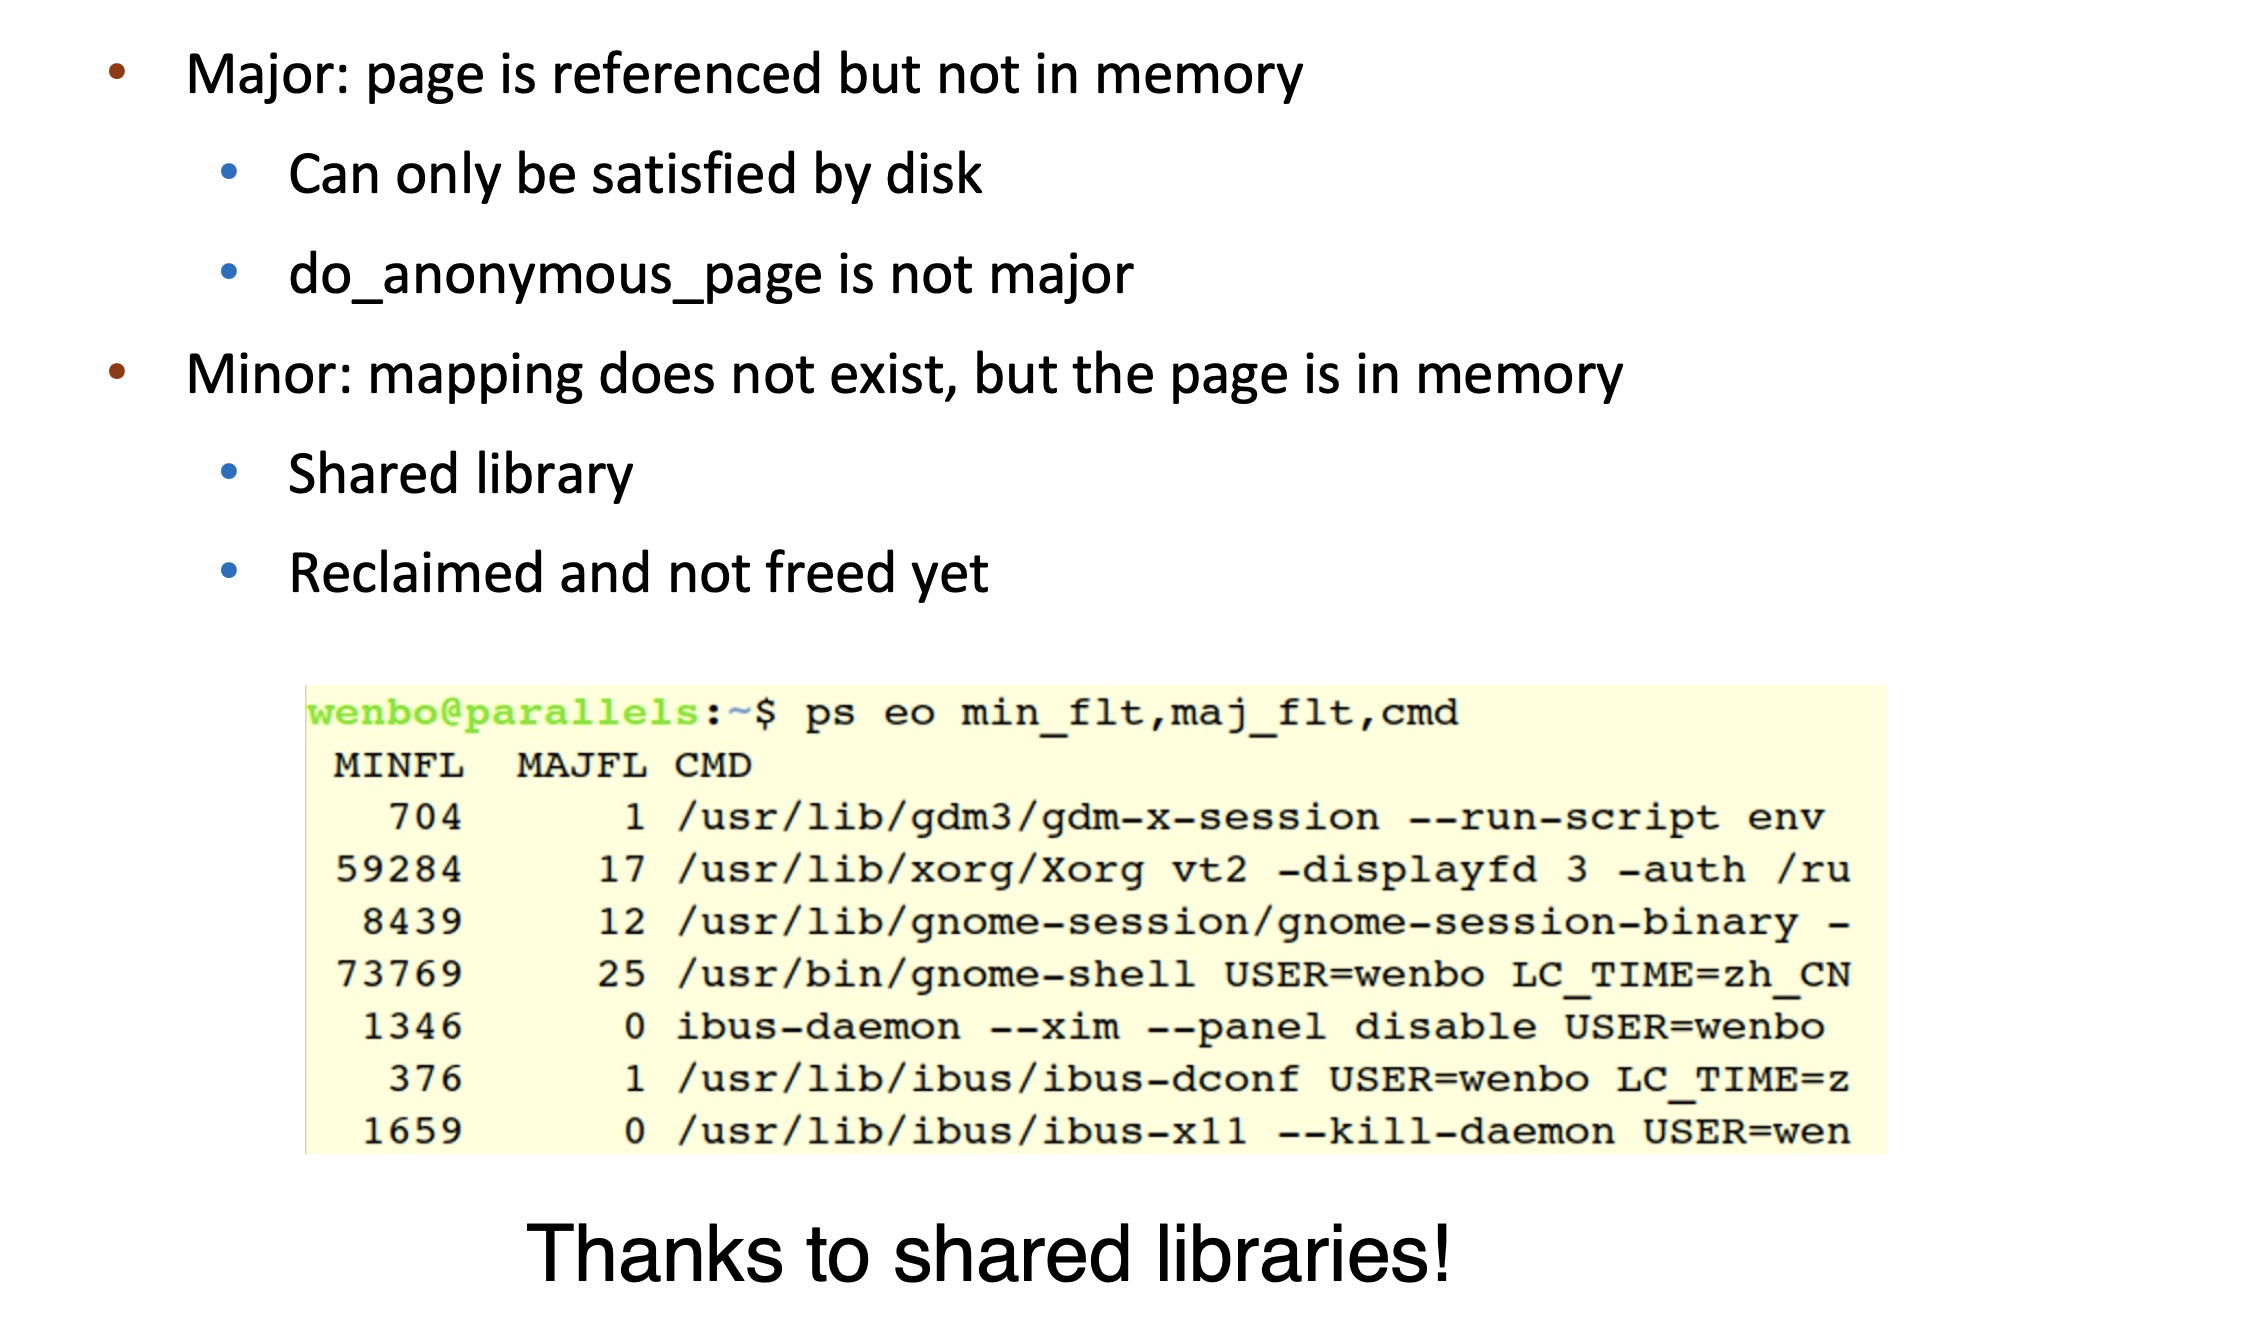 • Major: page is referenced but not in memory
• Can only be satisfied by disk
• do_anonymous_page is not major
• Minor: mapping does not exist, but the page is in memory
• Shared library
• Reclaimed and not freed yet
wenbo@parallels:~$ ps eo min_flt,maj_flt,cmd
MINFL MAJFL CMD
704 1 /usr/lib/gdm3/gdm-x-session --run-script env
59284 17 /usr/lib/xorg/Xorg vt2 -displayfd 3 -auth /ru
8439 12 /usr/lib/gnome-session/gnome-session-binary -
73769 25 /usr/bin/gnome-shell USER=wenbo LC_TIME=zh_CN
1346 0 ibus-daemon --xim --panel disable USER=wenbo
376 1 /usr/lib/ibus/ibus-dconf USER=wenbo LC_TIME=z
1659 0 /usr/lib/ibus/ibus-x11 --kill-daemon USER=wen
Thanks to shared libraries!